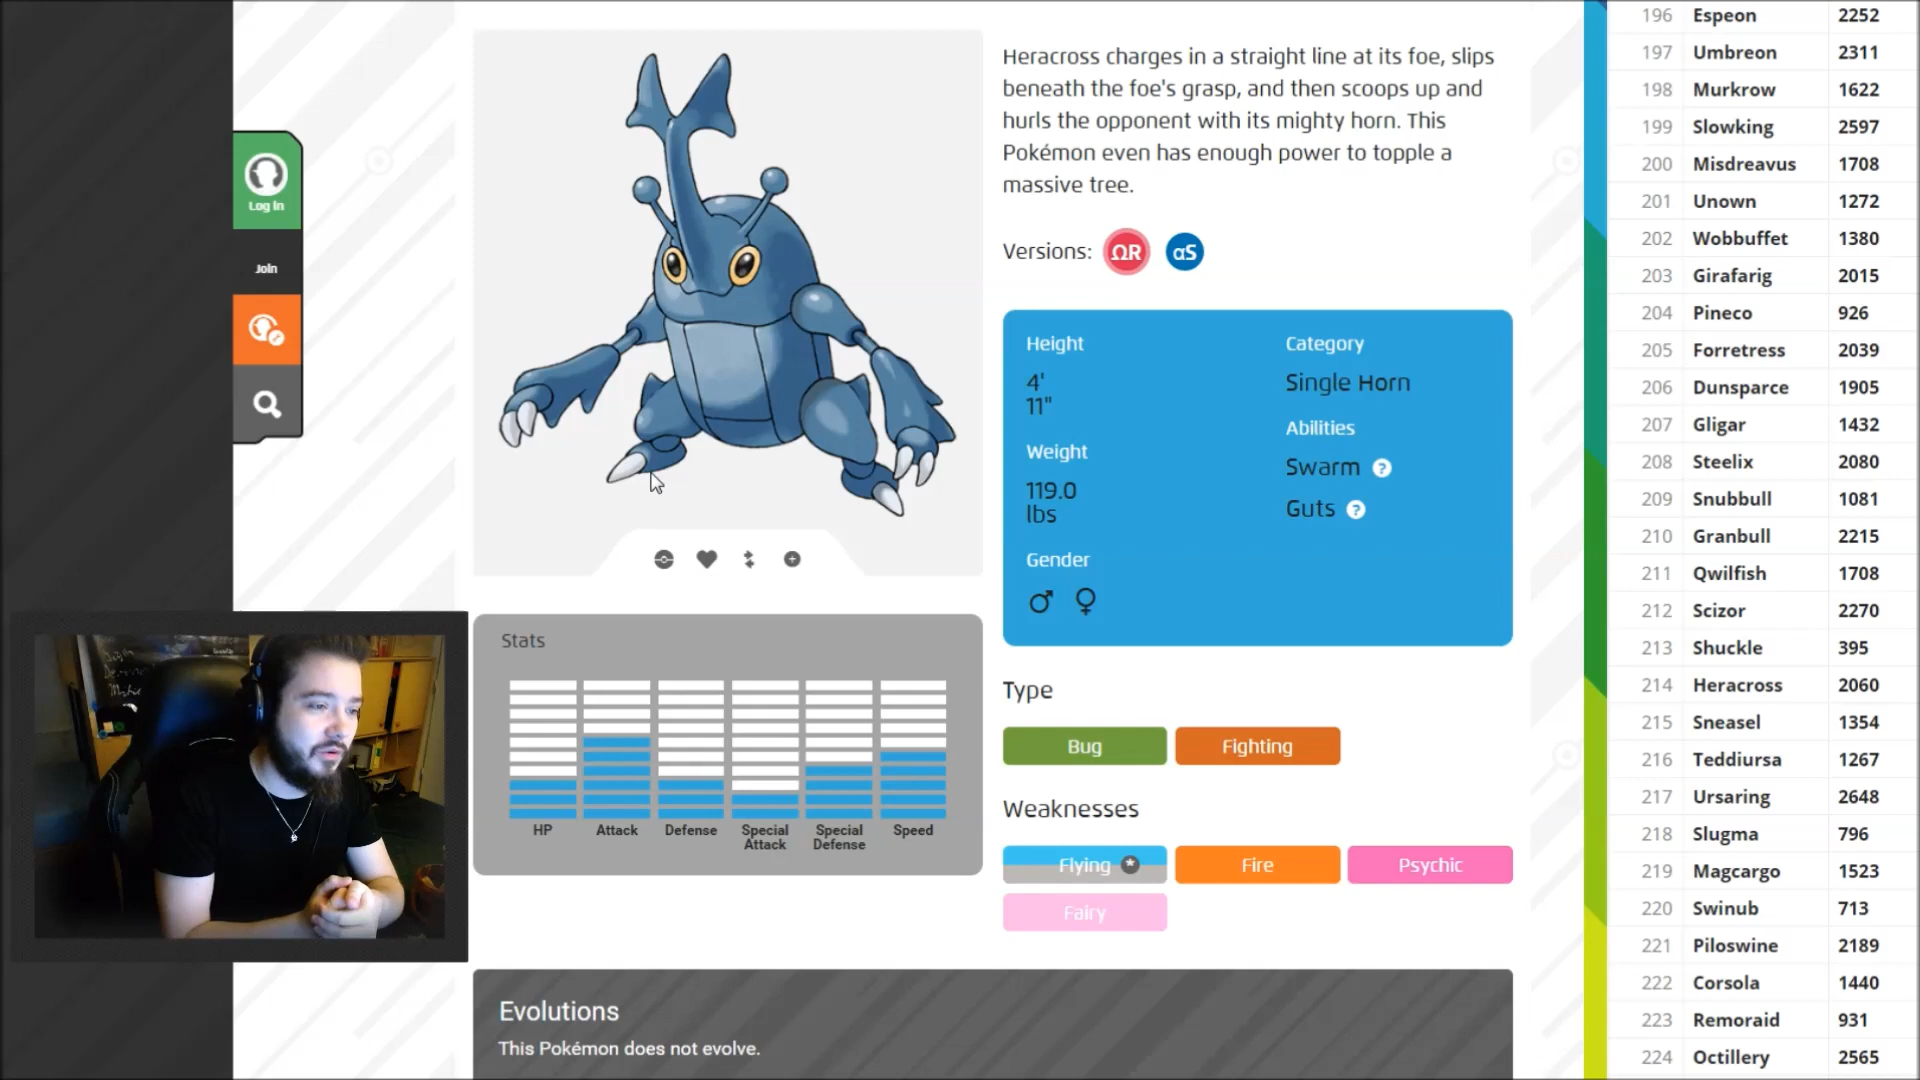 Log In
Join
Heracross charges in a straight line at its foe, slips
beneath the foe's grasp, and then scoops up and
hurls the opponent with its mighty horn. This
Pokémon even has enough power to topple a
massive tree.
Versions: ΩR αS
Height
4'
11"
Weight
119.0
lbs
Gender
♂ ♀
Category
Single Horn
Abilities
Swarm ?
Guts ?
Stats
HP Attack Defense Special Attack Special Defense Speed
Type
Bug Fighting
Weaknesses
Flying Fire Psychic
Fairy
Evolutions
This Pokémon does not evolve.
196 Espeon 2252
197 Umbreon 2311
198 Murkrow 1622
199 Slowking 2597
200 Misdreavus 1708
201 Unown 1272
202 Wobbuffet 1380
203 Girafarig 2015
204 Pineco 926
205 Forretress 2039
206 Dunsparce 1905
207 Gligar 1432
208 Steelix 2080
209 Snubbull 1081
210 Granbull 2215
211 Qwilfish 1708
212 Scizor 2270
213 Shuckle 395
214 Heracross 2060
215 Sneasel 1354
216 Teddiursa 1267
217 Ursaring 2648
218 Slugma 796
219 Magcargo 1523
220 Swinub 713
221 Piloswine 2189
222 Corsola 1440
223 Remoraid 931
224 Octillery 2565